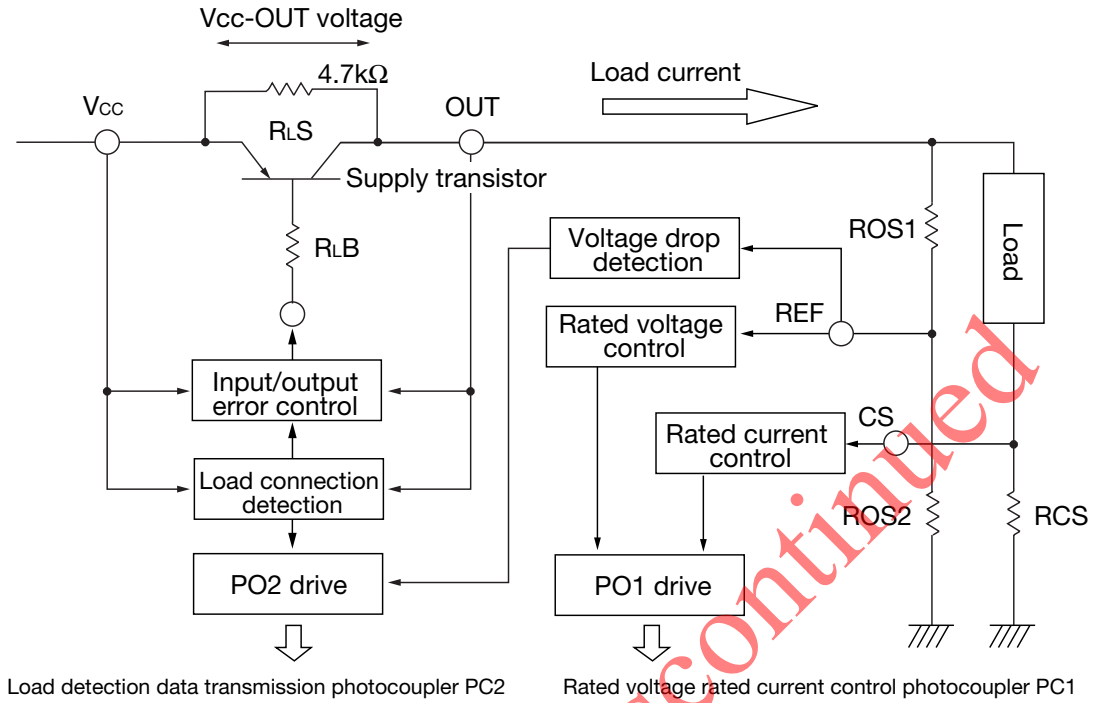 Vcc-OUT voltage
4.7kΩ
Load current
VCC
OUT
RLS
Supply transistor
ROS1
Load
RLB
Voltage drop
detection
REF
Rated voltage
control
Input/output
error control
CS
Rated current
control
Load connection
detection
ROS2
RCS
PO2 drive
PO1 drive
Load detection data transmission photocoupler PC2
Rated voltage rated current control photocoupler PC1